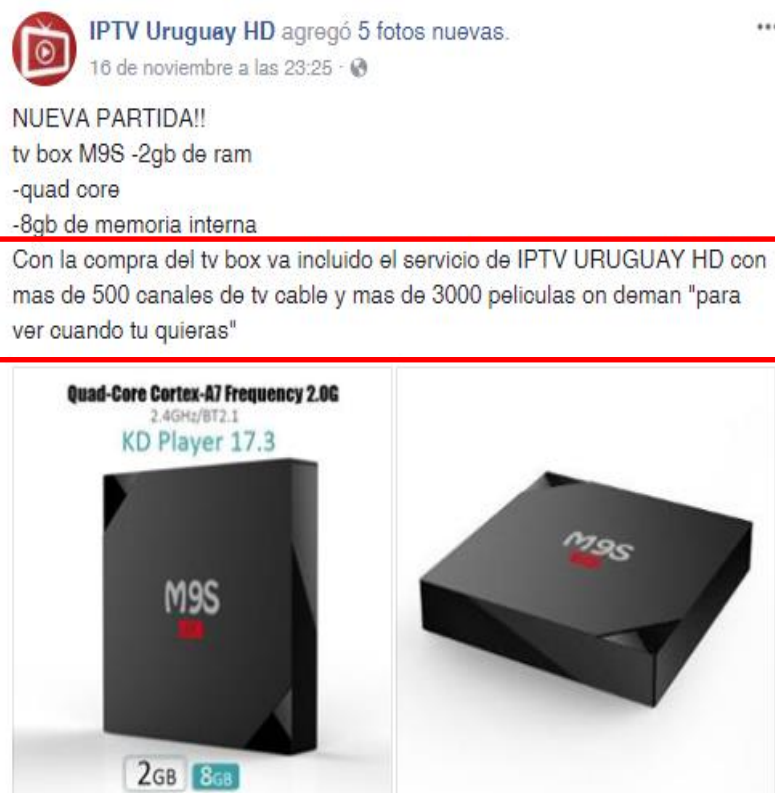 IPTV Uruguay HD agregó 5 fotos nuevas.
16 de noviembre a las 23:25 ·
NUEVA PARTIDA!!
tv box M9S -2gb de ram
-quad core
-8gb de memoria interna
Con la compra del tv box va incluido el servicio de IPTV URUGUAY HD con
mas de 500 canales de tv cable y mas de 3000 peliculas on deman "para
ver cuando tu quieras"
Quad-Core Cortex-A7 Frequency 2.0G
2.4GHz/BT2.1
KD Player 17.3
M9S
2GB 8GB
M9S